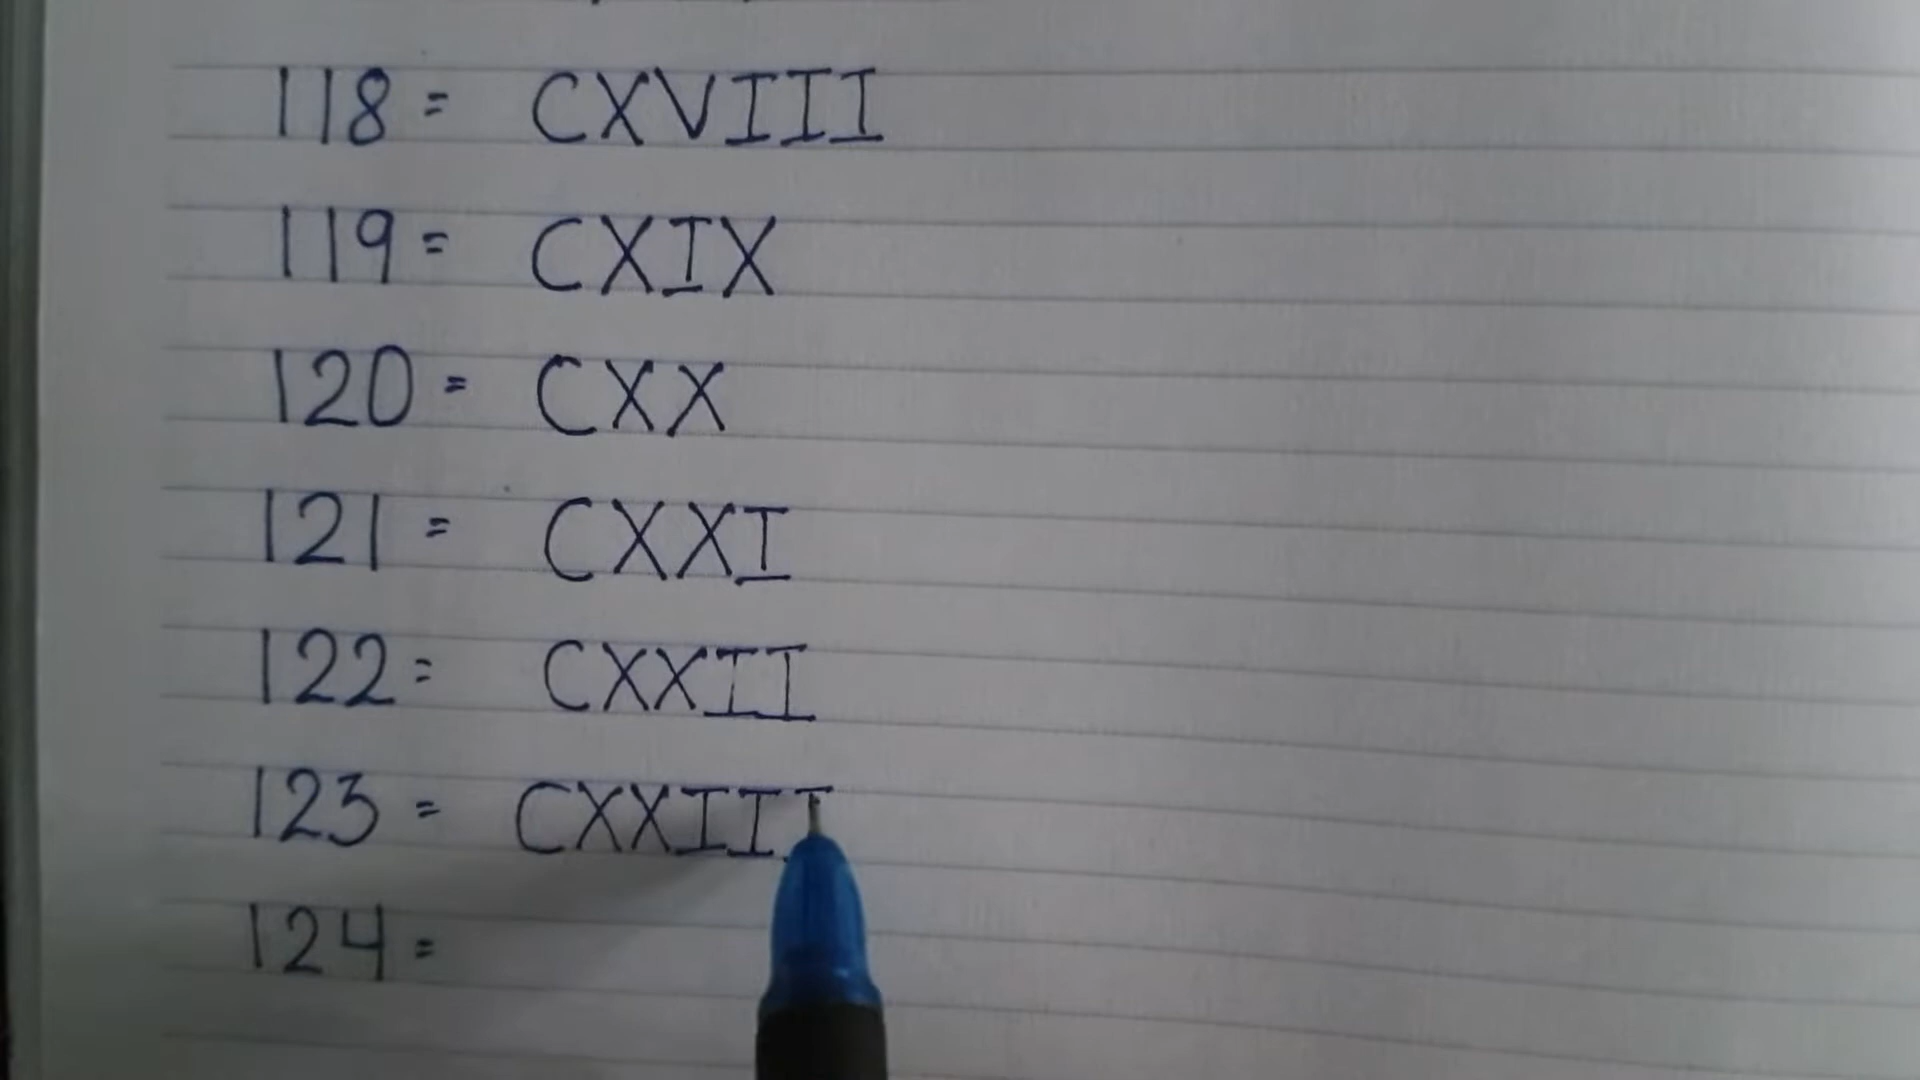 118 = CXVIII
119 = CXIX
120 = CXX
121 = CXXI
122 = CXXII
123 = CXXIII
124 =